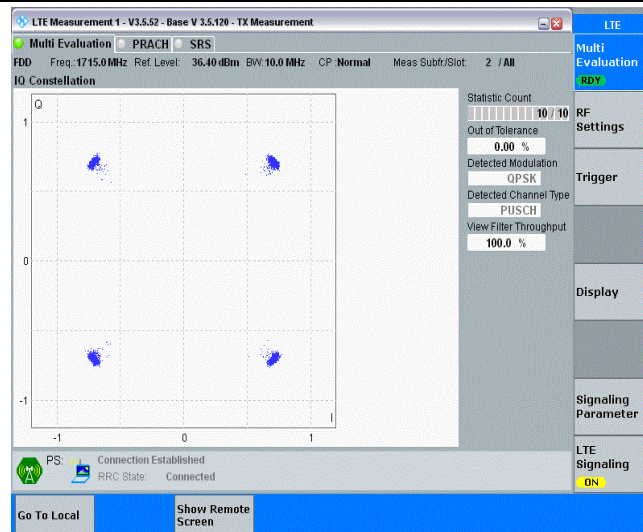 LTE Measurement 1 - V3.5.52 - Base V 3.5.120 - TX Measurement
LTE
Multi Evaluation PRACH SRS
Multi Evaluation
RDY
FDD Freq.:1715.0 MHz Ref. Level: 36.40 dBm BW:10.0 MHz CP:Normal Meas Subfr./Slot: 2 / All
IQ Constellation
Q
1
0
-1
I
-1 0 1
Statistic Count
10 / 10
Out of Tolerance
0.00 %
Detected Modulation
QPSK
Detected Channel Type
PUSCH
View Filter Throughput
100.0 %
RF Settings
Trigger
Display
Signaling Parameter
LTE Signaling
ON
PS: Connection Established
RRC State: Connected
Go To Local
Show Remote Screen